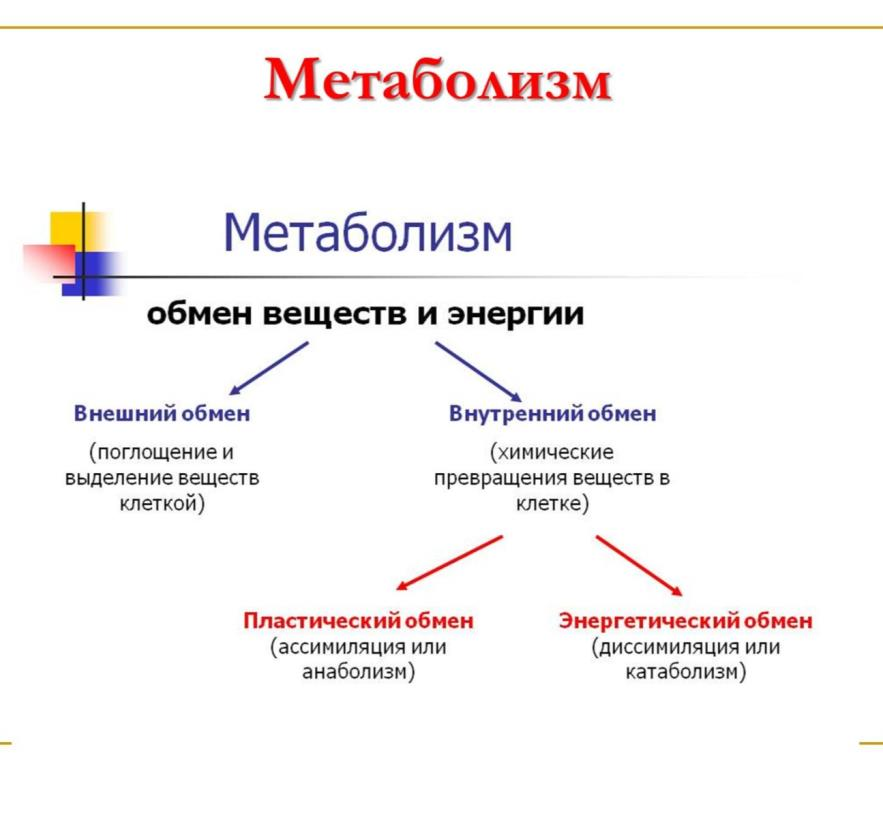 Метаболизм
Метаболизм
обмен веществ и энергии
Внешний обмен
(поглощение и
выделение веществ
клеткой)
Внутренний обмен
(химические
превращения веществ в
клетке)
Пластический обмен
(ассимиляция или
анаболизм)
Энергетический обмен
(диссимиляция или
катаболизм)